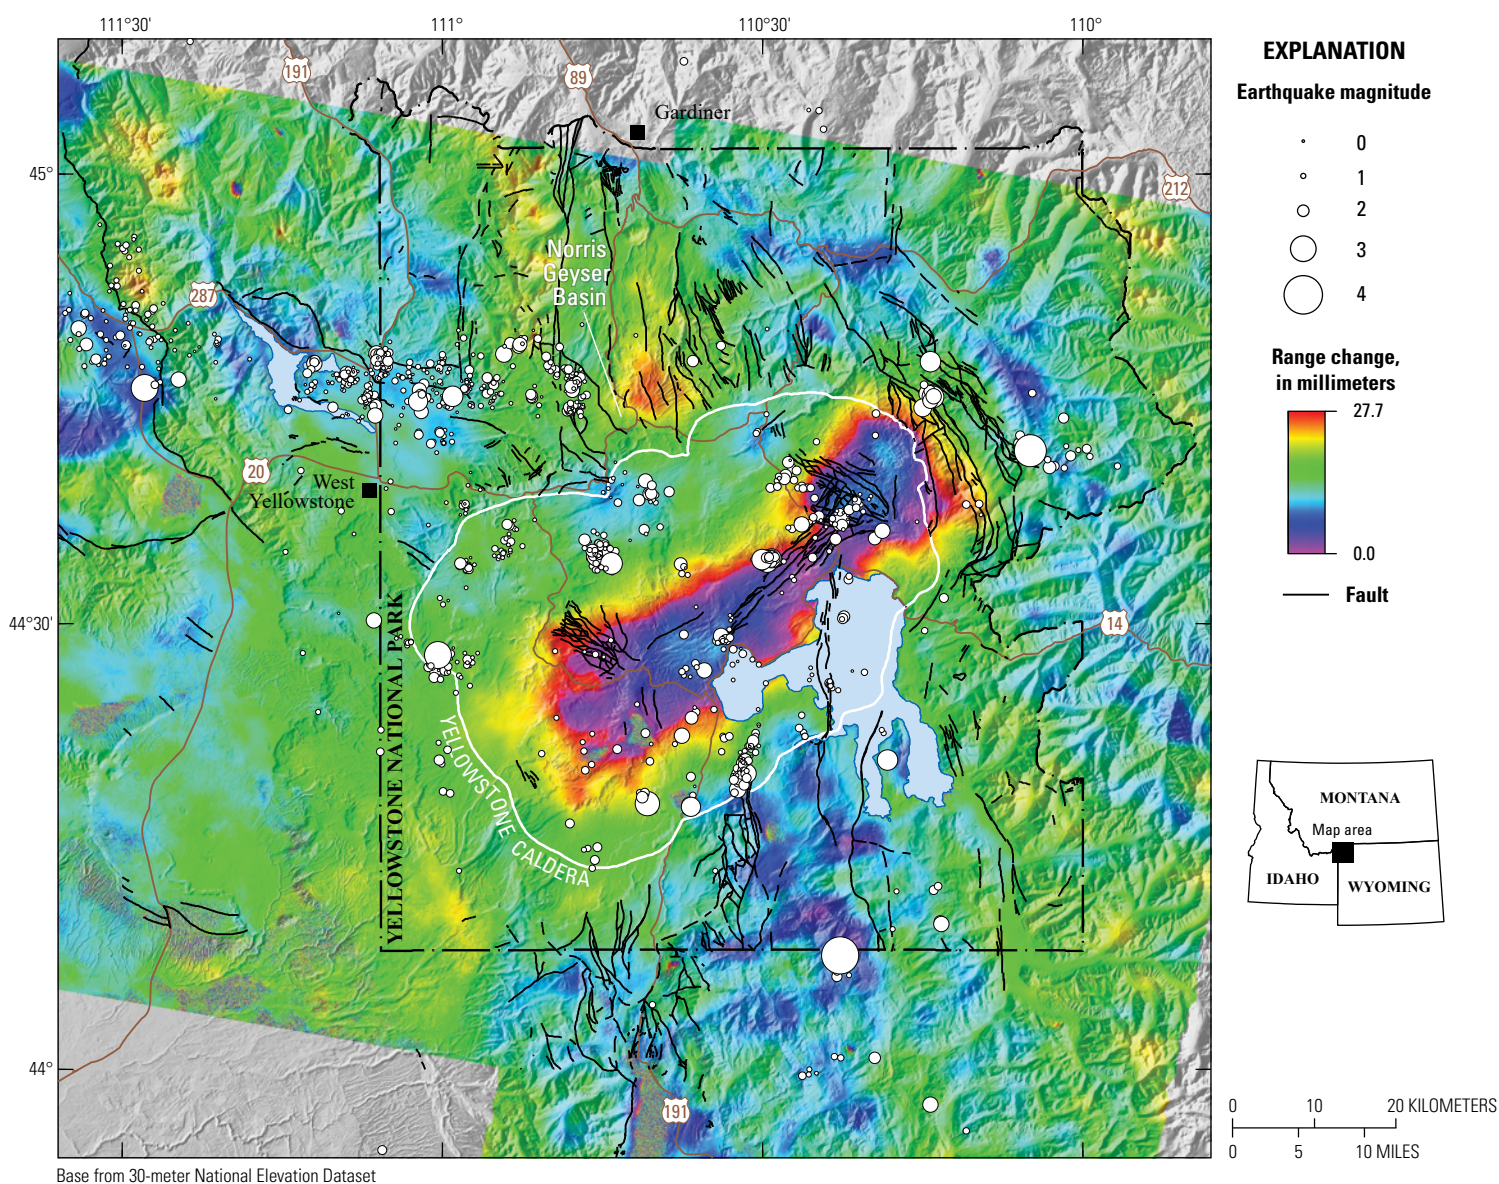 111°30'
111°
110°30'
110°
191
89
Gardiner
45°
212
Norris
Geyser
Basin
287
20
West
Yellowstone
44°30'
14
YELLOWSTONE NATIONAL PARK
YELLOWSTONE CALDERA
44°
191
Base from 30-meter National Elevation Dataset
EXPLANATION
Earthquake magnitude
0
1
2
3
4
Range change,
in millimeters
27.7
0.0
Fault
MONTANA
Map area
IDAHO
WYOMING
0 10 20 KILOMETERS
0 5 10 MILES